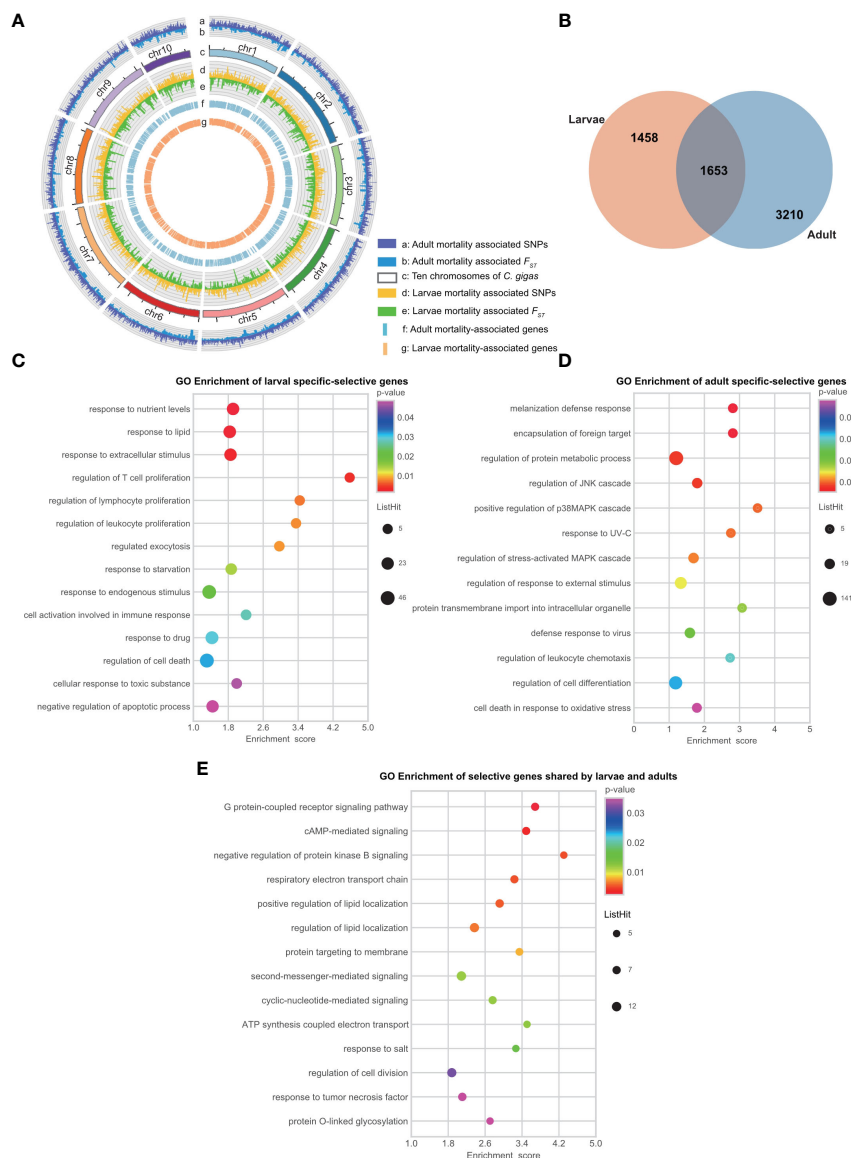 A
a
b
c
d
e
f
g
chr1
chr2
chr3
chr4
chr5
chr6
chr7
chr8
chr9
chr10
a: Adult mortality associated SNPs
b: Adult mortality associated FST
c: Ten chromosomes of C. gigas
d: Larvae mortality associated SNPs
e: Larvae mortality associated FST
f: Adult mortality-associated genes
g: Larvae mortality-associated genes
B
Larvae
1458
1653
3210
Adult
C
GO Enrichment of larval specific-selective genes
response to nutrient levels
response to lipid
response to extracellular stimulus
regulation of T cell proliferation
regulation of lymphocyte proliferation
regulation of leukocyte proliferation
regulated exocytosis
response to starvation
response to endogenous stimulus
cell activation involved in immune response
response to drug
regulation of cell death
cellular response to toxic substance
negative regulation of apoptotic process
1.0 1.8 2.6 3.4 4.2 5.0
Enrichment score
p-value
0.04
0.03
0.02
0.01
ListHit
5
23
46
D
GO Enrichment of adult specific-selective genes
melanization defense response
encapsulation of foreign target
regulation of protein metabolic process
regulation of JNK cascade
positive regulation of p38MAPK cascade
response to UV-C
regulation of stress-activated MAPK cascade
regulation of response to external stimulus
protein transmembrane import into intracellular organelle
defense response to virus
regulation of leukocyte chemotaxis
regulation of cell differentiation
cell death in response to oxidative stress
0 1 2 3 4 5
Enrichment score
p-value
0.0
0.0
0.0
0.0
ListHit
5
19
141
E
GO Enrichment of selective genes shared by larvae and adults
G protein-coupled receptor signaling pathway
cAMP-mediated signaling
negative regulation of protein kinase B signaling
respiratory electron transport chain
positive regulation of lipid localization
regulation of lipid localization
protein targeting to membrane
second-messenger-mediated signaling
cyclic-nucleotide-mediated signaling
ATP synthesis coupled electron transport
response to salt
regulation of cell division
response to tumor necrosis factor
protein O-linked glycosylation
1.0 1.8 2.6 3.4 4.2 5.0
Enrichment score
p-value
0.03
0.02
0.01
ListHit
5
7
12